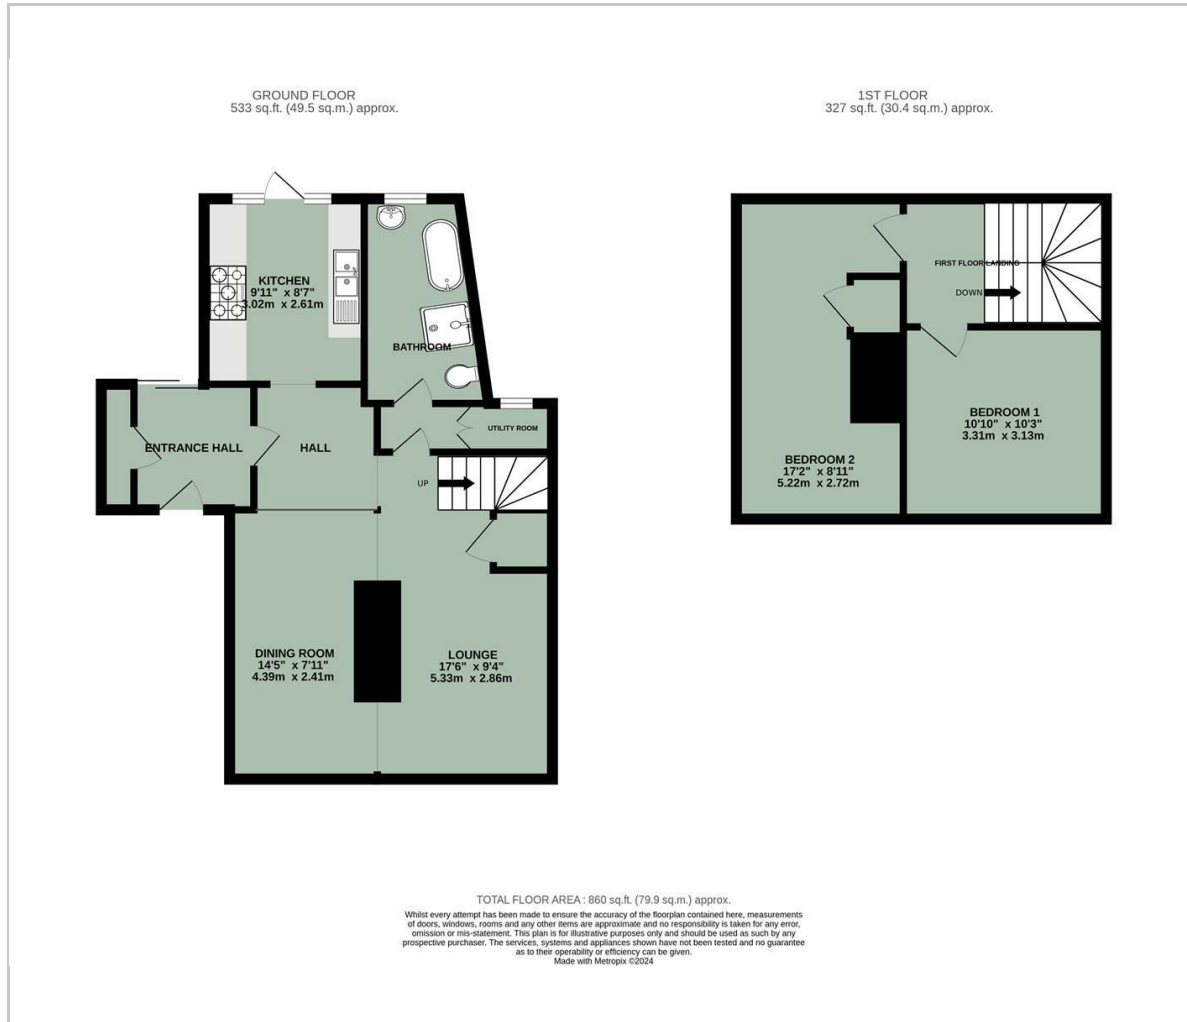 GROUND FLOOR
533 sq.ft. (49.5 sq.m.) approx.
1ST FLOOR
327 sq.ft. (30.4 sq.m.) approx.
KITCHEN
9'11" x 8'7"
3.02m x 2.61m
BATHROOM
UTILITY ROOM
ENTRANCE HALL
HALL
UP
DINING ROOM
14'5" x 7'11"
4.39m x 2.41m
LOUNGE
17'6" x 9'4"
5.33m x 2.86m
FIRST FLOOR LANDING
DOWN
BEDROOM 1
10'10" x 10'3"
3.31m x 3.13m
BEDROOM 2
17'2" x 8'11"
5.22m x 2.72m
TOTAL FLOOR AREA : 860 sq.ft. (79.9 sq.m.) approx.
Whilst every attempt has been made to ensure the accuracy of the floorplan contained here, measurements
of doors, windows, rooms and any other items are approximate and no responsibility is taken for any error,
omission or mis-statement. This plan is for illustrative purposes only and should be used as such by any
prospective purchaser. The services, systems and appliances shown have not been tested and no guarantee
as to their operability or efficiency can be given.
Made with Metropix ©2024